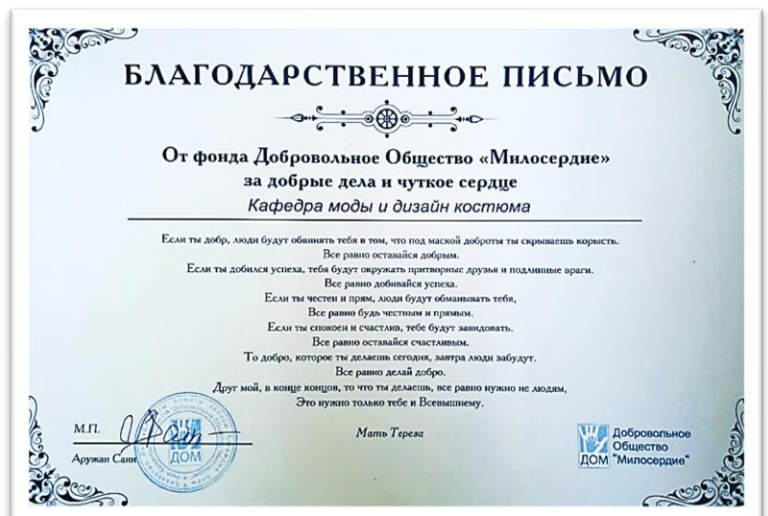 БЛАГОДАРСТВЕННОЕ ПИСЬМО
От фонда Добровольное Общество «Милосердие»
за добрые дела и чуткое сердце
Кафедра моды и дизайн костюма
Если ты добр, люди будут обвинять тебя в том, что под маской доброты ты скрываешь корысть.
Все равно оставайся добрым.
Если ты добился успеха, тебя будут окружать притворные друзья и подлинные враги.
Все равно добивайся успеха.
Если ты честен и прям, люди будут обманывать тебя,
Все равно будь честным и прямым.
Если ты спокоен и счастлив, тебе будут завидовать.
Все равно оставайся счастливым.
То добро, которое ты делаешь сегодня, завтра люди забудут.
Все равно делай добро.
Друг мой, в конце концов, то что ты делаешь, все равно нужно не людям,
Это нужно только тебе и Всевышнему.
Мать Тереза
М.П.
Аружан Саин
ДОМ
ДОМ
Добровольное
Общество
"Милосердие"